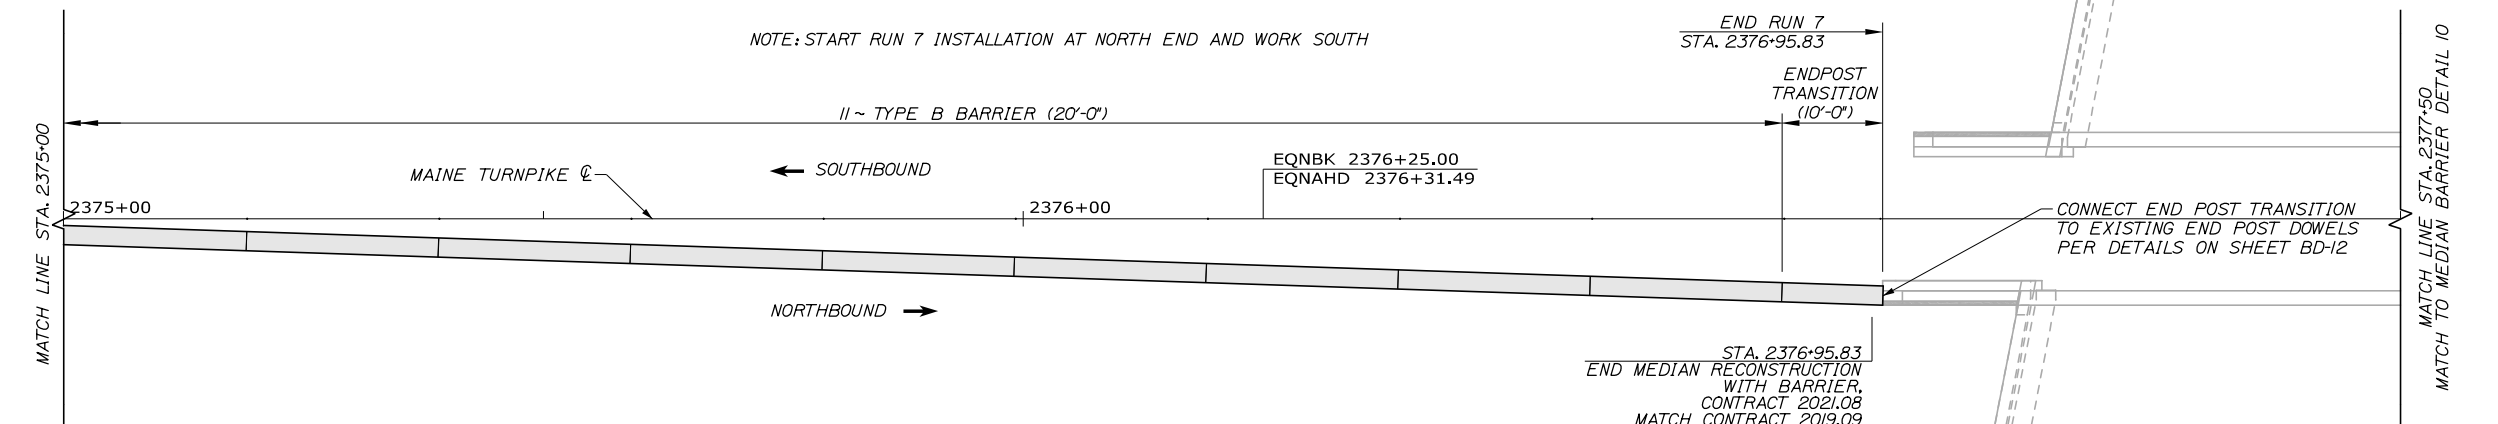 NOTE: START RUN 7 INSTALLATION AT NORTH END AND WORK SOUTH
END RUN 7
STA. 2376+95.83
ENDPOST
TRANSITION
(10'-0")
11 ~ TYPE B BARRIER (20'-0")
MAINE TURNPIKE ℄
SOUTHBOUND
EQNBK 2376+25.00
EQNAHD 2376+31.49
2375+00
2376+00
CONNECT END POST TRANSITION
TO EXISTING END POST DOWELS
PER DETAILS ON SHEET BD-12
NORTHBOUND
STA. 2376+95.83
END MEDIAN RECONSTRUCTION
WITH BARRIER,
CONTRACT 2021.08
MATCH CONTRACT 2019.09
MATCH LINE STA. 2375+00
MATCH LINE STA. 2377+50
MATCH TO MEDIAN BARRIER DETAIL 10